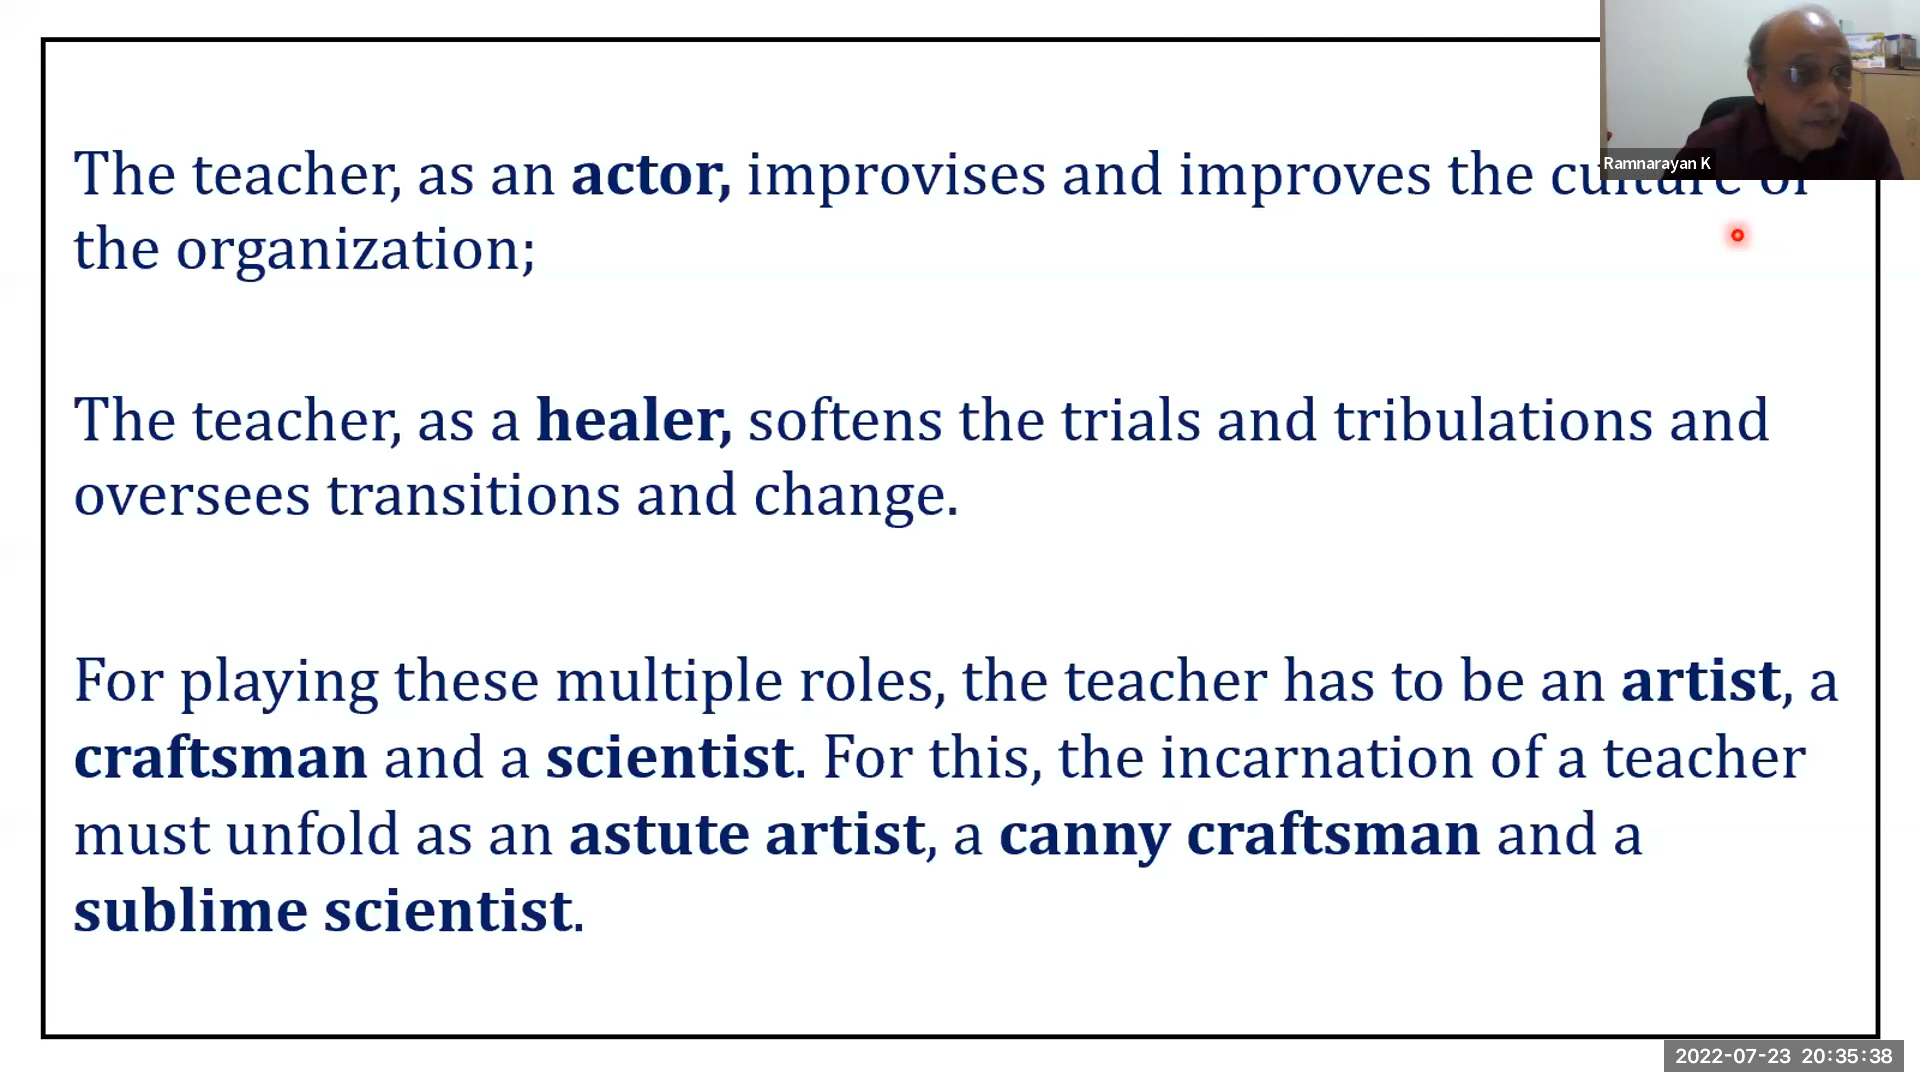 The teacher, as an actor, improvises and improves the culture of
the organization;
The teacher, as a healer, softens the trials and tribulations and
oversees transitions and change.
For playing these multiple roles, the teacher has to be an artist, a
craftsman and a scientist. For this, the incarnation of a teacher
must unfold as an astute artist, a canny craftsman and a
sublime scientist.
Ramnarayan K
2022-07-23 20:35:38